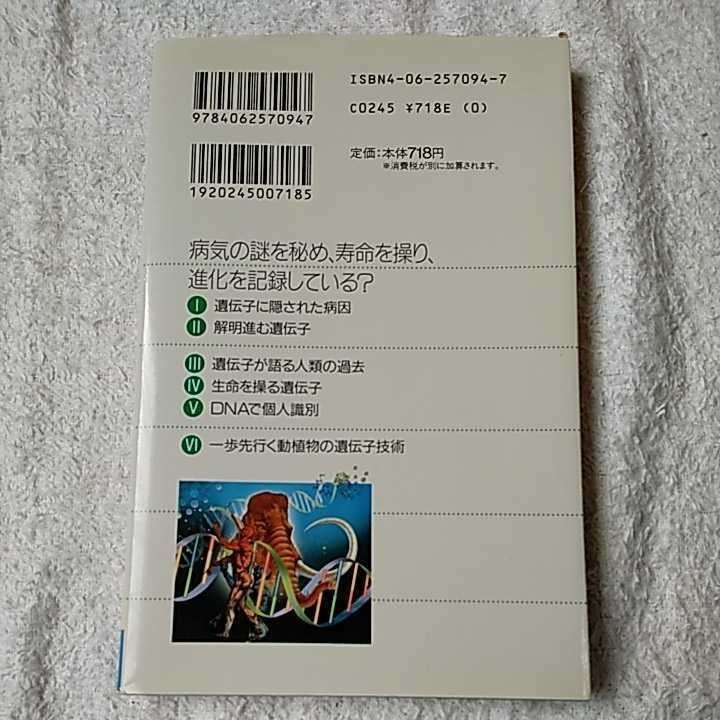 ISBN4-06-257094-7
C0245 ¥718E (0)
9784062570947
定価:本体718円
※消費税が別に加算されます。
1920245007185
病気の謎を秘め、寿命を操り、
進化を記録している?
I 遺伝子に隠された病因
II 解明進む遺伝子
III 遺伝子が語る人類の過去
IV 生命を操る遺伝子
V DNAで個人識別
VI 一歩先行く動植物の遺伝子技術